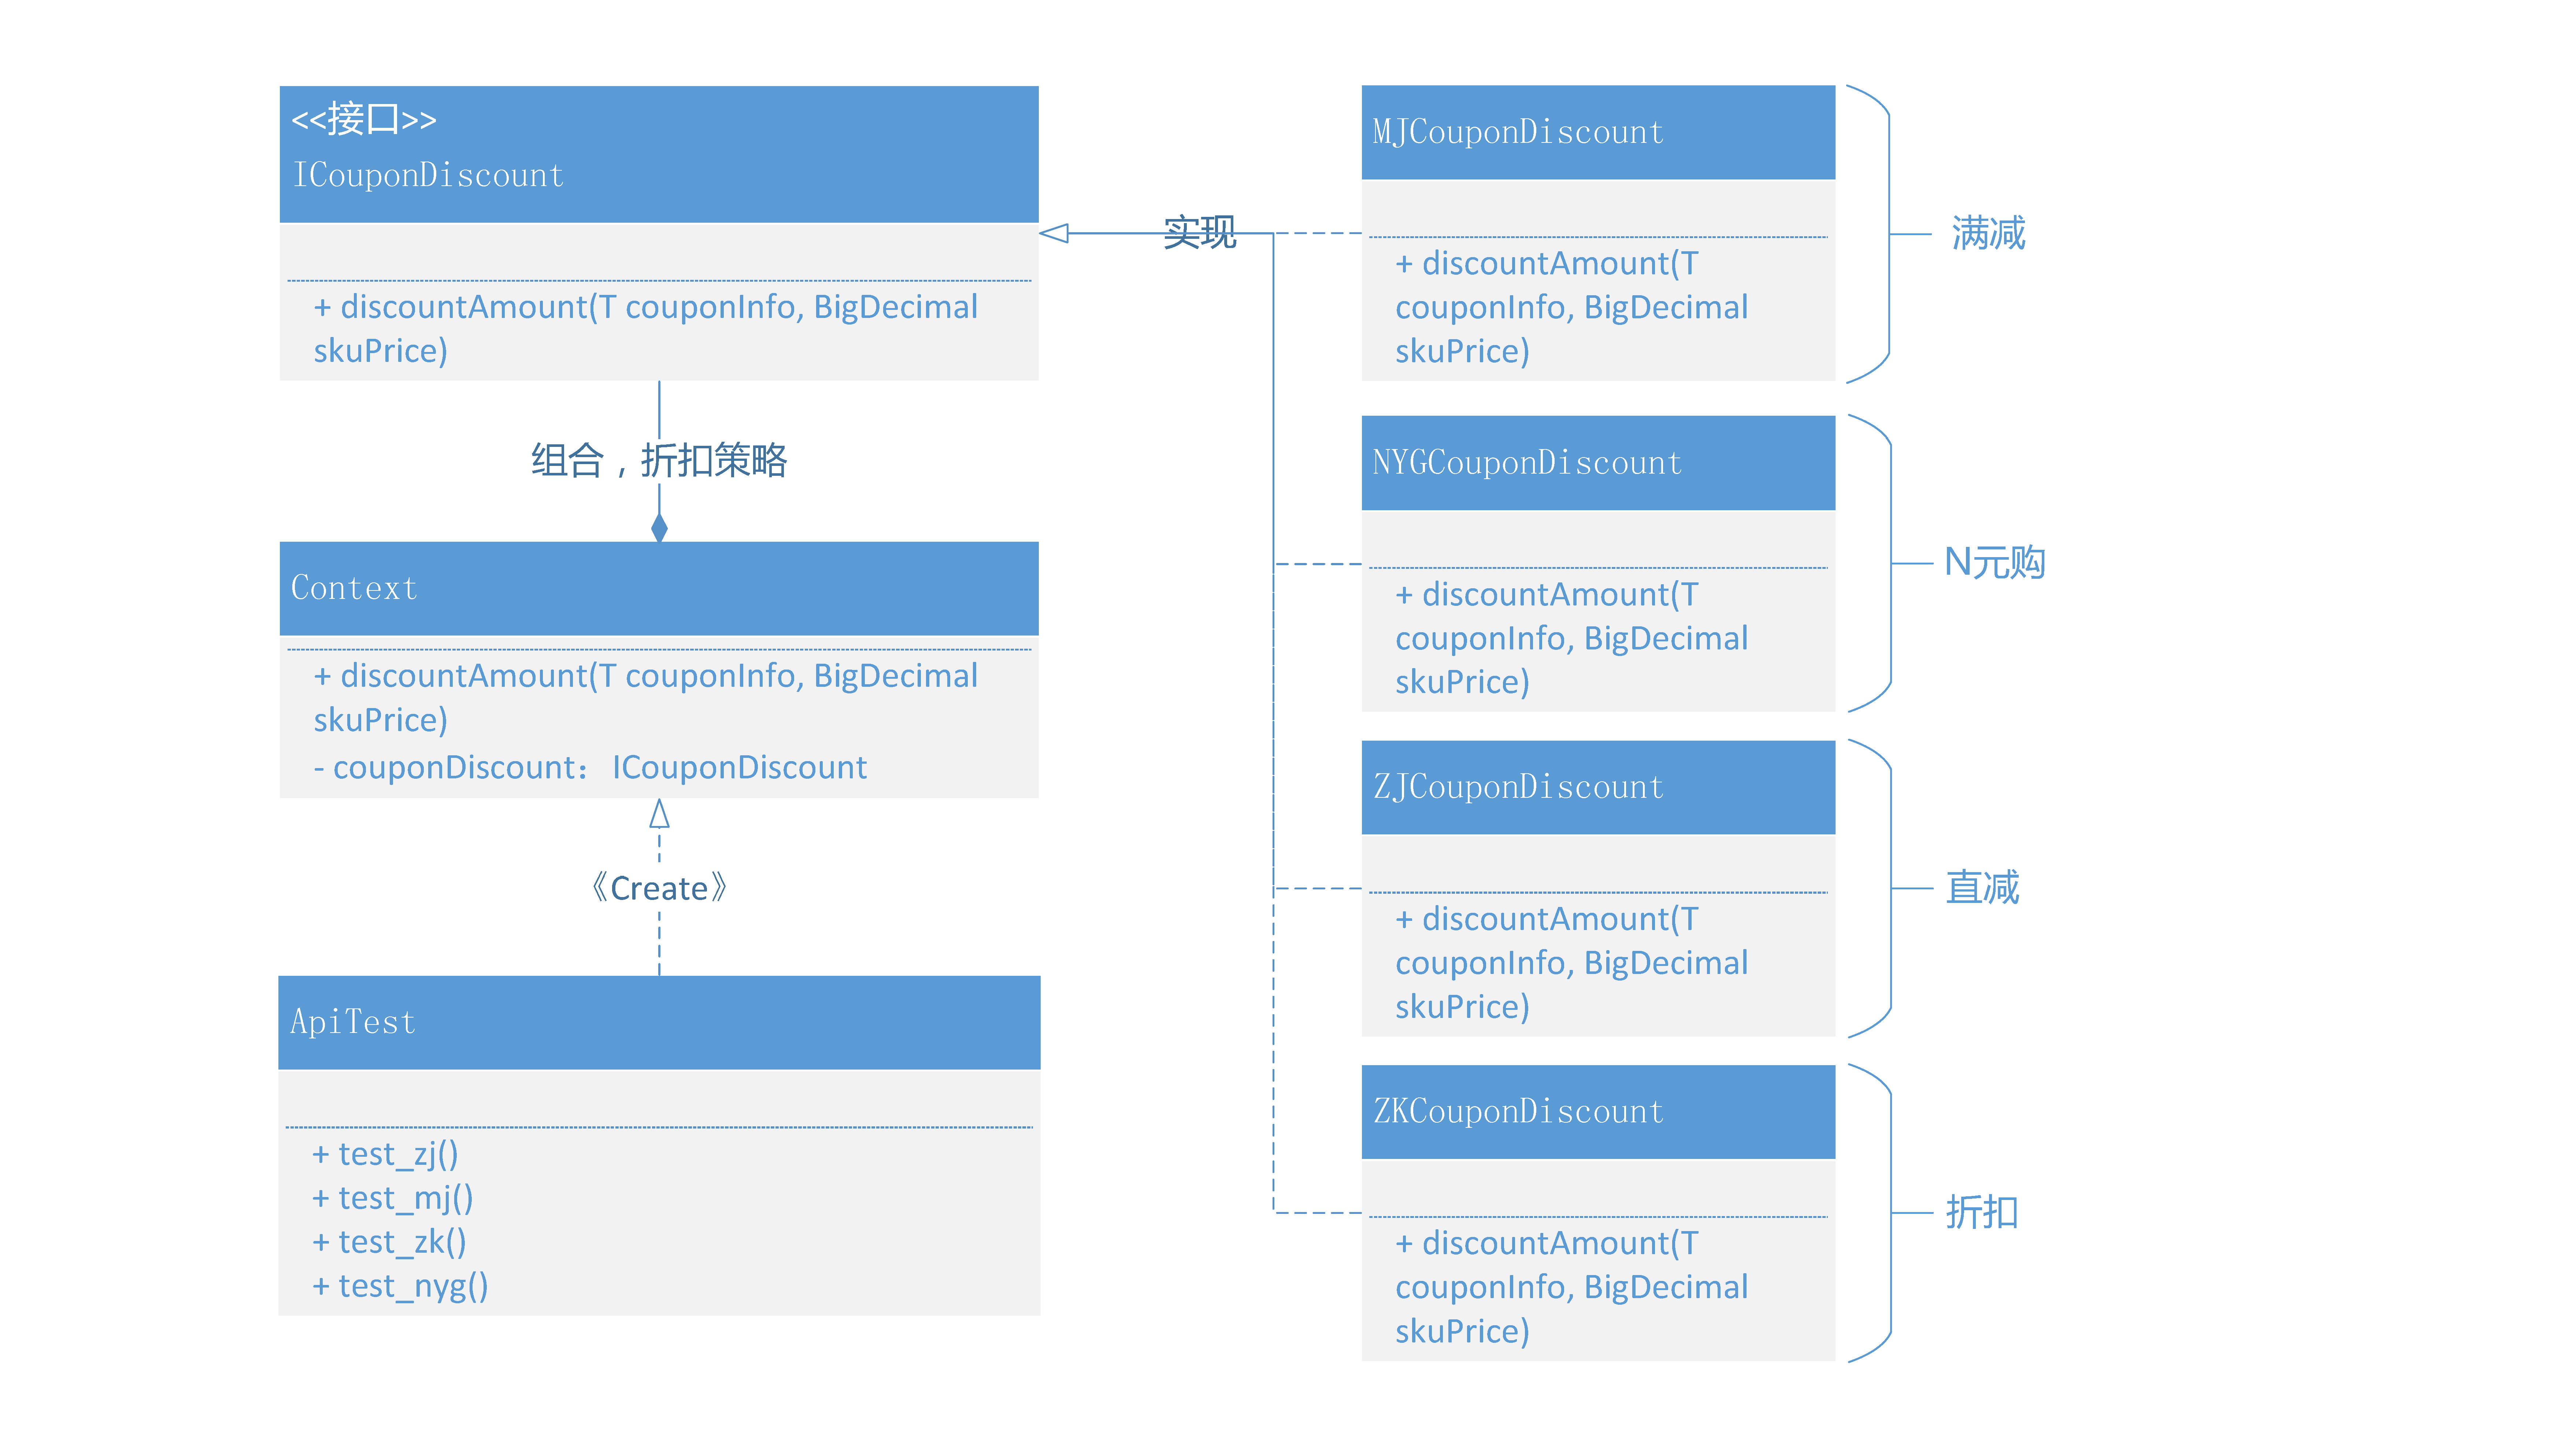 <<接口>>
ICouponDiscount
+ discountAmount(T couponInfo, BigDecimal
skuPrice)
组合，折扣策略
Context
+ discountAmount(T couponInfo, BigDecimal
skuPrice)
- couponDiscount： ICouponDiscount
《Create》
ApiTest
+ test_zj()
+ test_mj()
+ test_zk()
+ test_nyg()
实现
MJCouponDiscount
+ discountAmount(T
couponInfo, BigDecimal
skuPrice)
满减
NYGCouponDiscount
+ discountAmount(T
couponInfo, BigDecimal
skuPrice)
N元购
ZJCouponDiscount
+ discountAmount(T
couponInfo, BigDecimal
skuPrice)
直减
ZKCouponDiscount
+ discountAmount(T
couponInfo, BigDecimal
skuPrice)
折扣